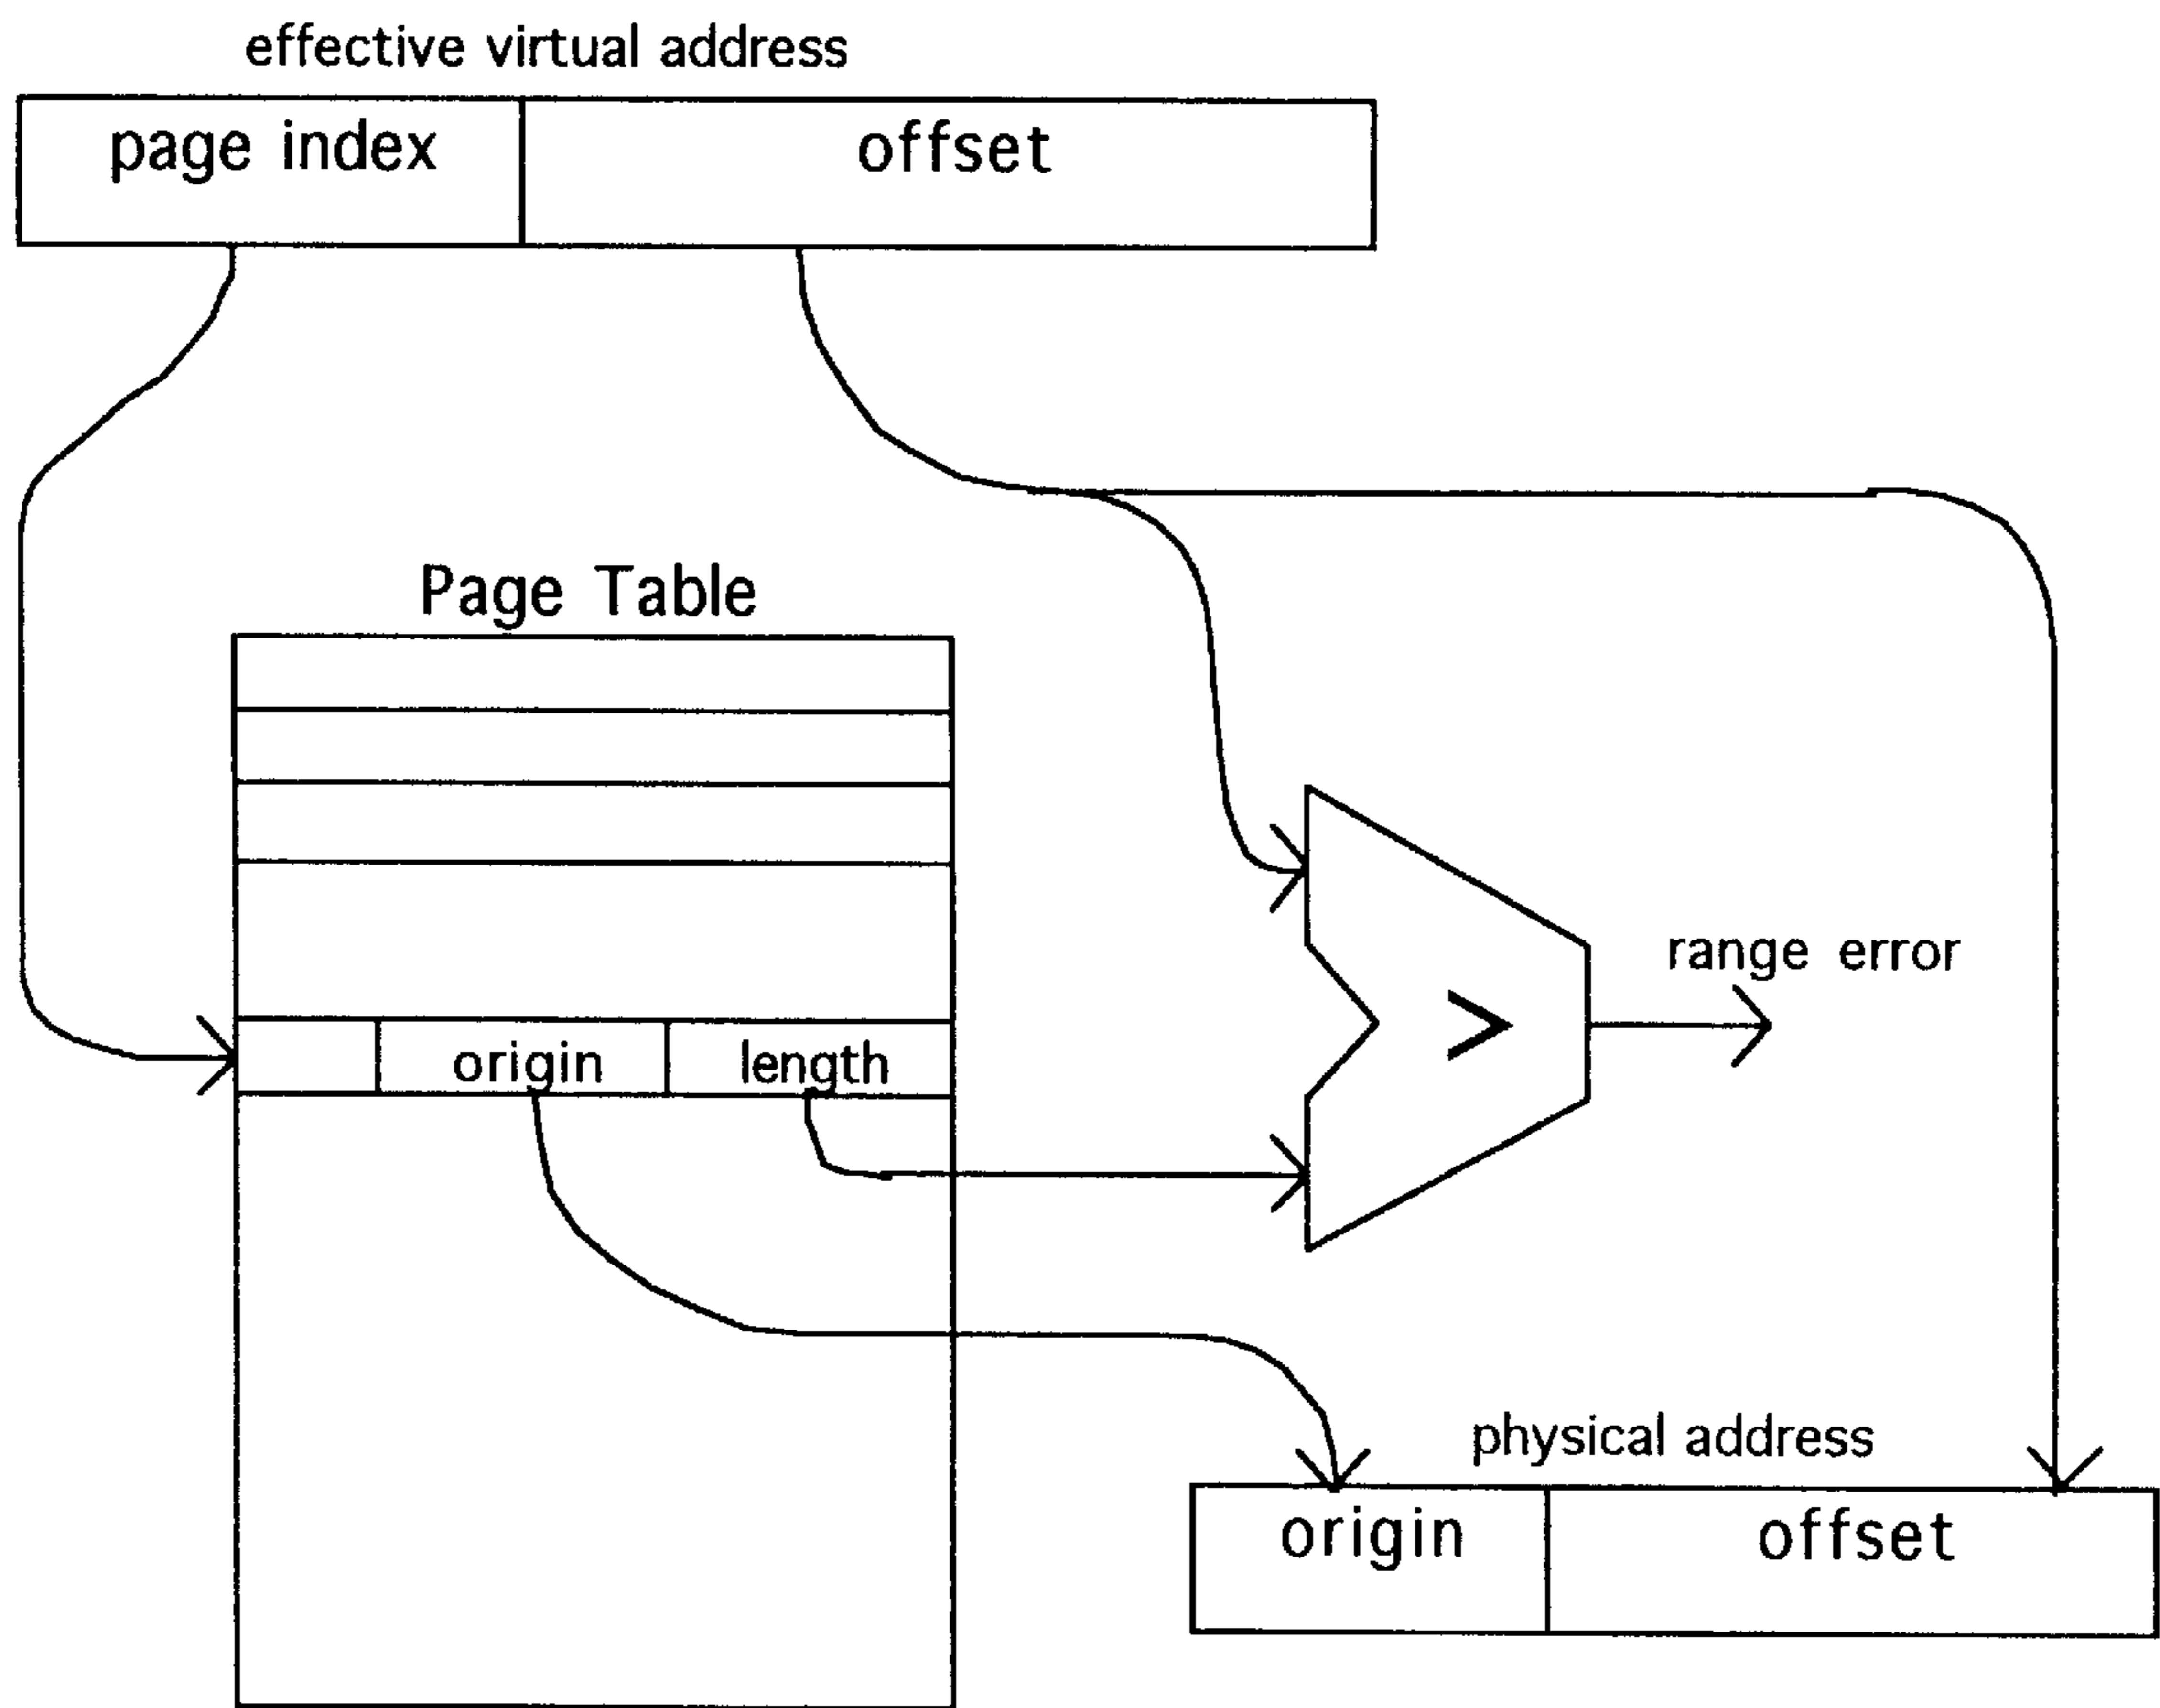 effective virtual address
page index
offset
Page Table
range error
>
origin
length
physical address
origin
offset